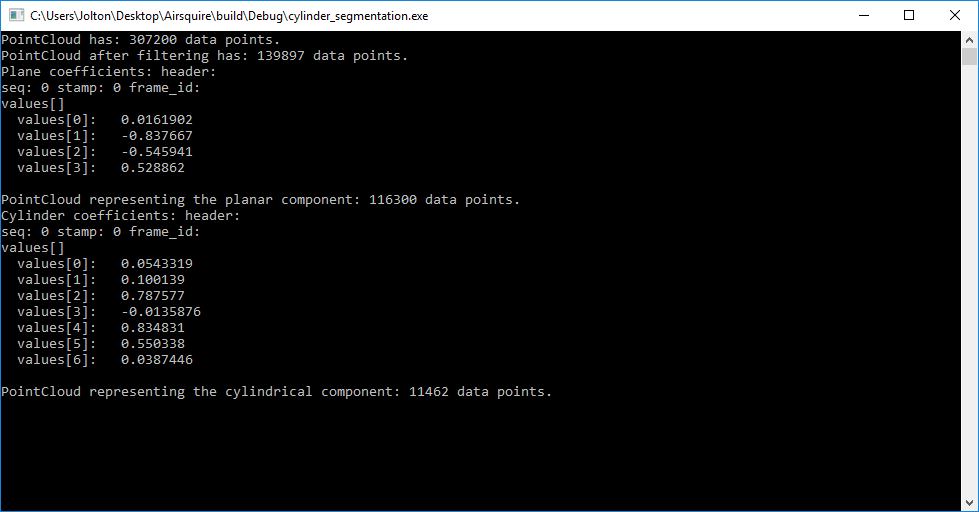 C:\Users\Jolton\Desktop\Airsquire\build\Debug\cylinder_segmentation.exe
PointCloud has: 307200 data points.
PointCloud after filtering has: 139897 data points.
Plane coefficients: header:
seq: 0 stamp: 0 frame_id:
values[]
  values[0]:   0.0161902
  values[1]:   -0.837667
  values[2]:   -0.545941
  values[3]:   0.528862

PointCloud representing the planar component: 116300 data points.
Cylinder coefficients: header:
seq: 0 stamp: 0 frame_id:
values[]
  values[0]:   0.0543319
  values[1]:   0.100139
  values[2]:   0.787577
  values[3]:   -0.0135876
  values[4]:   0.834831
  values[5]:   0.550338
  values[6]:   0.0387446

PointCloud representing the cylindrical component: 11462 data points.